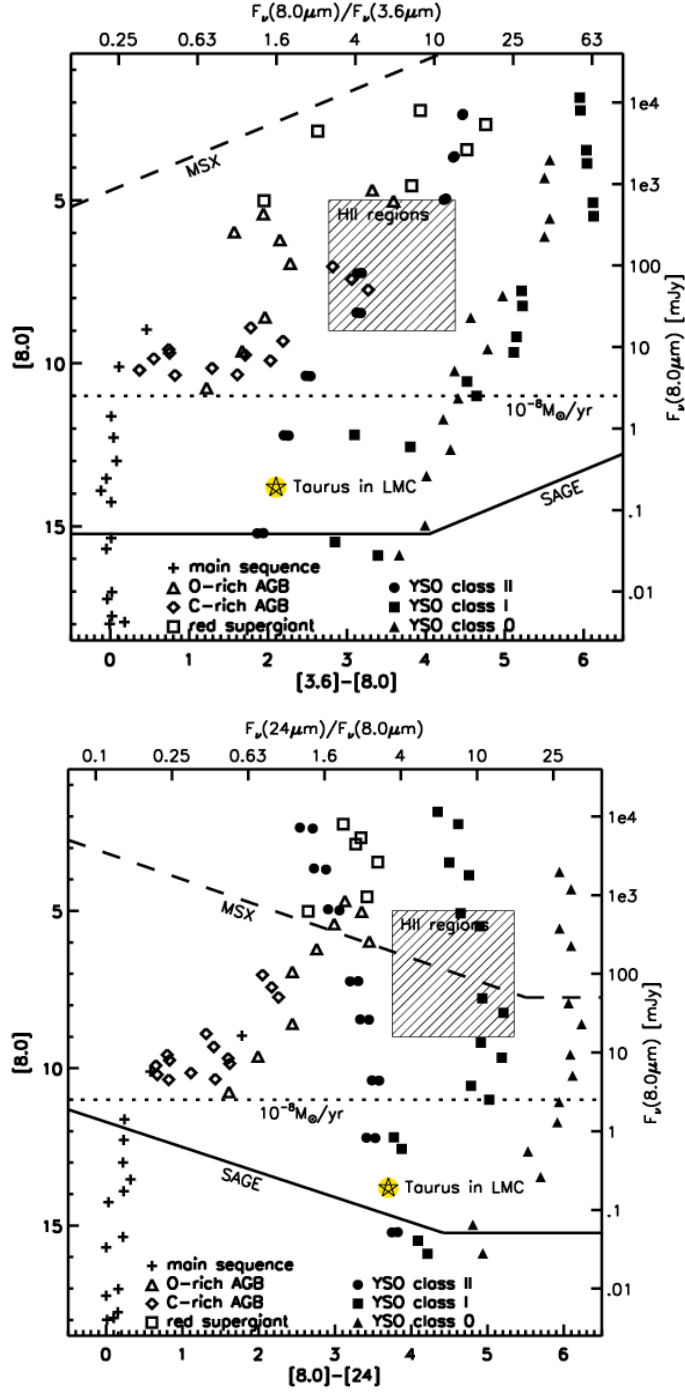 F_ν(8.0μm)/F_ν(3.6μm)
0.25 0.63 1.6 4 10 25 63
MSX
1e4
1e3
5
HII regions
100
[8.0]
F_ν(8.0μm) [mJy]
10
10
10⁻⁸M⊙/yr
1
Taurus in LMC
SAGE
.1
15
main sequence
O-rich AGB
C-rich AGB
red supergiant
YSO class II
YSO class I
YSO class 0
.01
0 1 2 3 4 5 6
[3.6]-[8.0]
F_ν(24μm)/F_ν(8.0μm)
0.1 0.25 0.63 1.6 4 10 25
1e4
1e3
MSX
5
HII regions
100
[8.0]
F_ν(8.0μm) [mJy]
10
10
10⁻⁸M⊙/yr
1
SAGE
Taurus in LMC
.1
15
main sequence
O-rich AGB
C-rich AGB
red supergiant
YSO class II
YSO class I
YSO class 0
.01
0 1 2 3 4 5 6
[8.0]-[24]